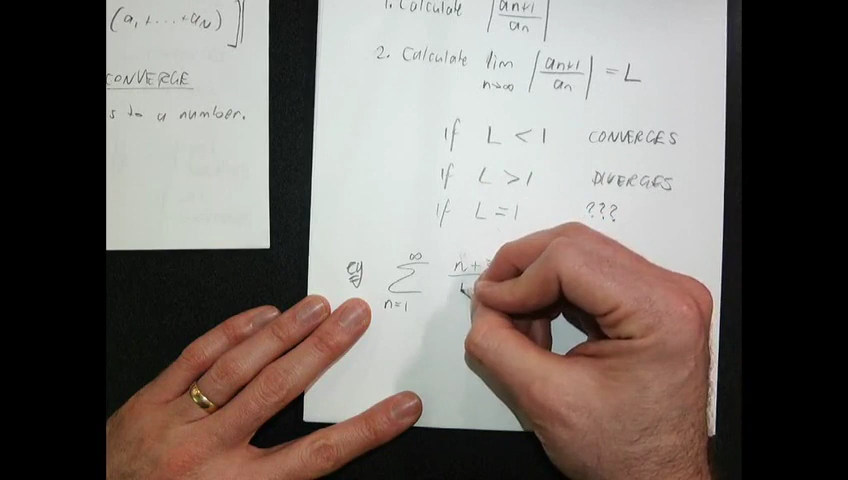 (a₁ + ... + a_N) ]|
CONVERGE
s to a number.
1. Calculate |an+1/an|
2. Calculate lim n→∞ |an+1/an| = L
if L < 1 CONVERGES
if L > 1 DIVERGES
if L = 1 ???
eg ∞ Σ n=1 n+